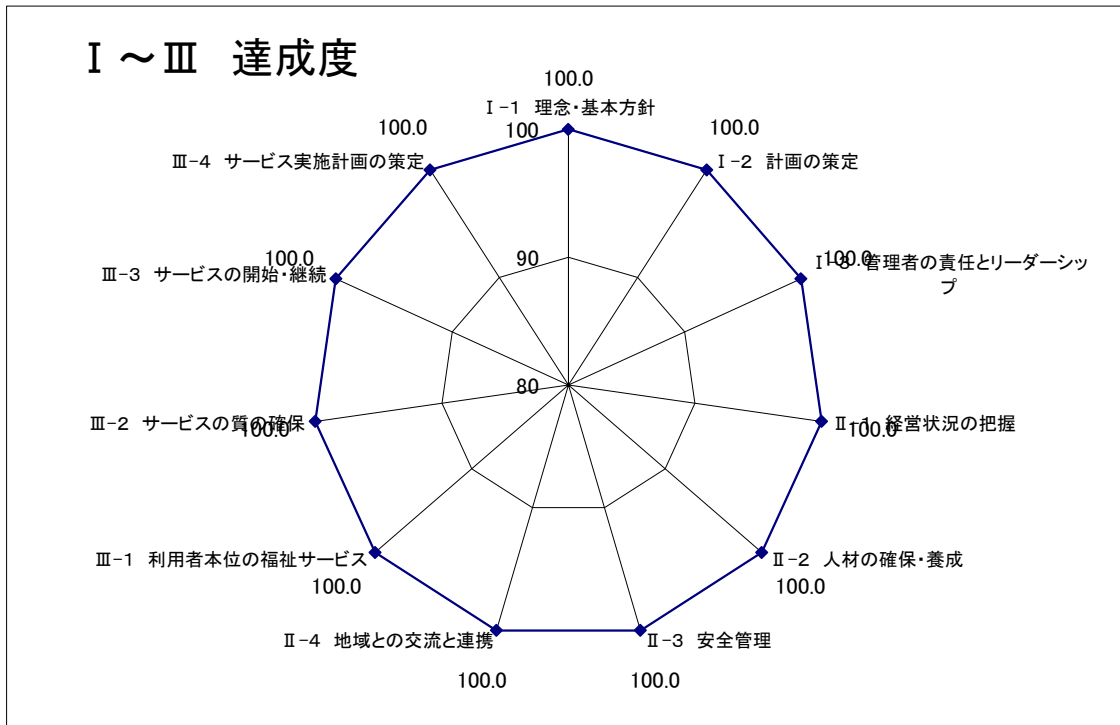 Ⅰ~Ⅲ 達成度
100.0
Ⅰ-1 理念・基本方針
100
100.0
Ⅰ-2 計画の策定
100.0
Ⅰ-3 管理者の責任とリーダーシッ
プ
100.0
Ⅱ-1 経営状況の把握
100.0
Ⅱ-2 人材の確保・養成
100.0
Ⅱ-3 安全管理
100.0
Ⅱ-4 地域との交流と連携
100.0
Ⅲ-1 利用者本位の福祉サービス
100.0
Ⅲ-2 サービスの質の確保
100.0
Ⅲ-3 サービスの開始・継続
100.0
Ⅲ-4 サービス実施計画の策定
100.0
90
80